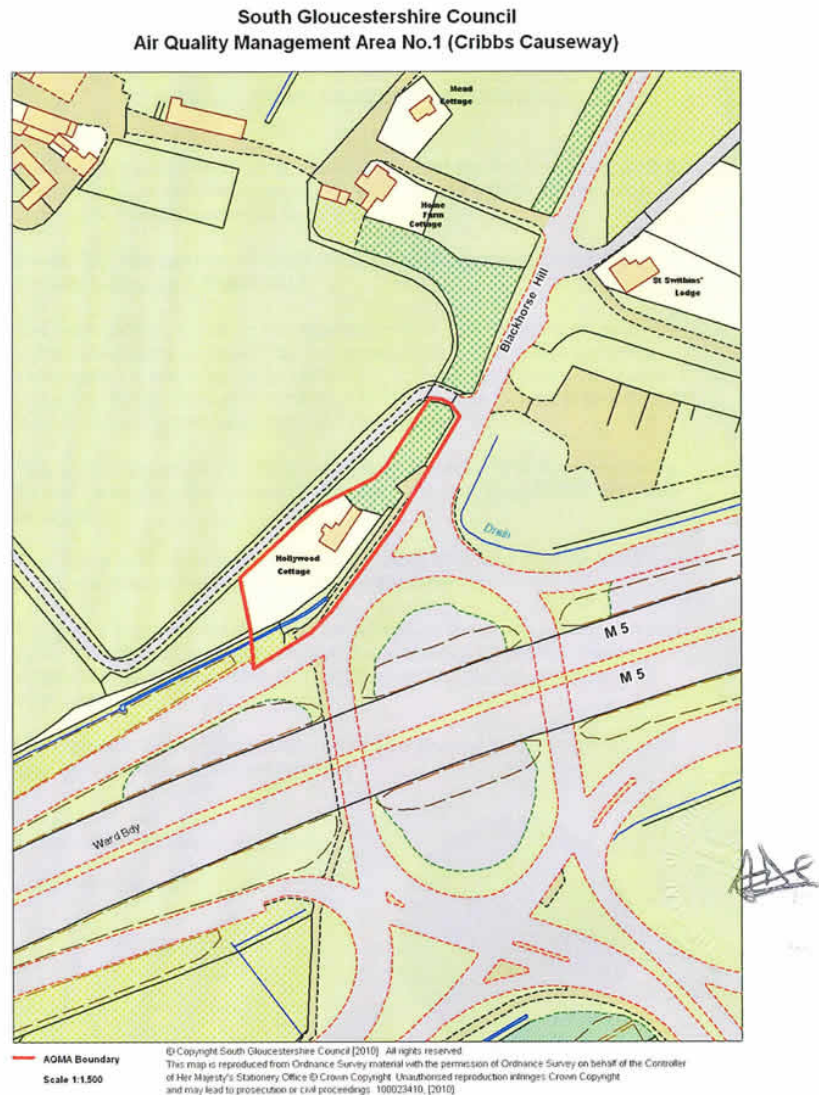 South Gloucestershire Council
Air Quality Management Area No.1 (Cribbs Causeway)
Mead
Cottage
Home
Farm
Cottage
St Swithins'
Lodge
Blackhorse Hill
Drain
Hollywood
Cottage
M 5
M 5
Ward Bdy
AQMA Boundary
Scale 1:1,500
© Copyright South Gloucestershire Council [2010]. All rights reserved.
This map is reproduced from Ordnance Survey material with the permission of Ordnance Survey on behalf of the Controller
of Her Majesty's Stationery Office © Crown Copyright. Unauthorised reproduction infringes Crown Copyright
and may lead to prosecution or civil proceedings. 100023410, [2010]